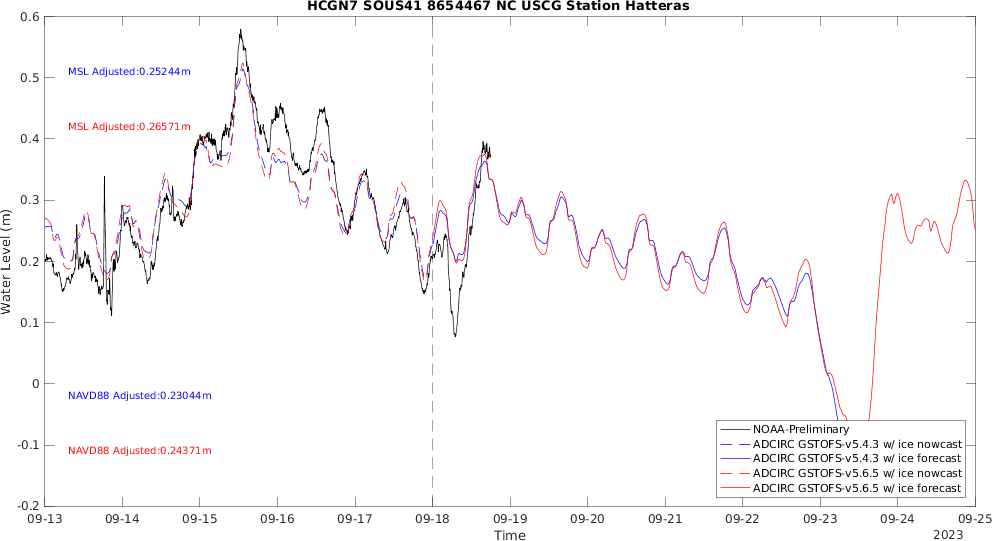 HCGN7 SOUS41 8654467 NC USCG Station Hatteras
0.6
0.5
0.4
0.3
0.2
0.1
0
-0.1
-0.2
Water Level (m)
MSL Adjusted:0.25244m
MSL Adjusted:0.26571m
NAVD88 Adjusted:0.23044m
NAVD88 Adjusted:0.24371m
NOAA-Preliminary
ADCIRC GSTOFS-v5.4.3 w/ ice nowcast
ADCIRC GSTOFS-v5.4.3 w/ ice forecast
ADCIRC GSTOFS-v5.6.5 w/ ice nowcast
ADCIRC GSTOFS-v5.6.5 w/ ice forecast
09-13 09-14 09-15 09-16 09-17 09-18 09-19 09-20 09-21 09-22 09-23 09-24 09-25
Time
2023